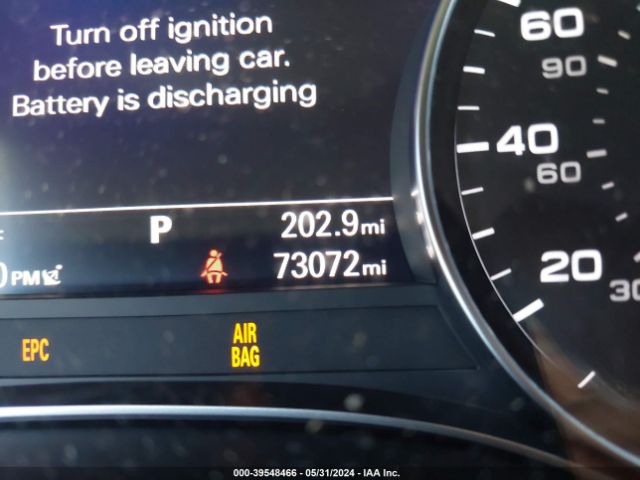 Turn off ignition
before leaving car.
Battery is discharging
P 202.9mi
PM 73072mi
EPC AIR BAG
60
90
40
60
20
30
000-39548466 - 05/31/2024 - IAA Inc.